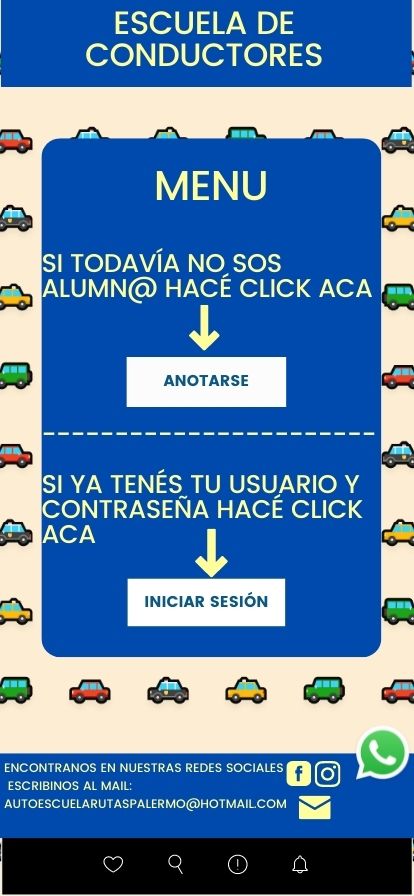 ESCUELA DE
CONDUCTORES
MENU
SI TODAVÍA NO SOS
ALUMN@ HACÉ CLICK ACA
ANOTARSE
SI YA TENÉS TU USUARIO Y
CONTRASEÑA HACÉ CLICK
ACA
INICIAR SESIÓN
ENCONTRANOS EN NUESTRAS REDES SOCIALES
ESCRIBINOS AL MAIL:
AUTOESCUELARUTASPALERMO@HOTMAIL.COM